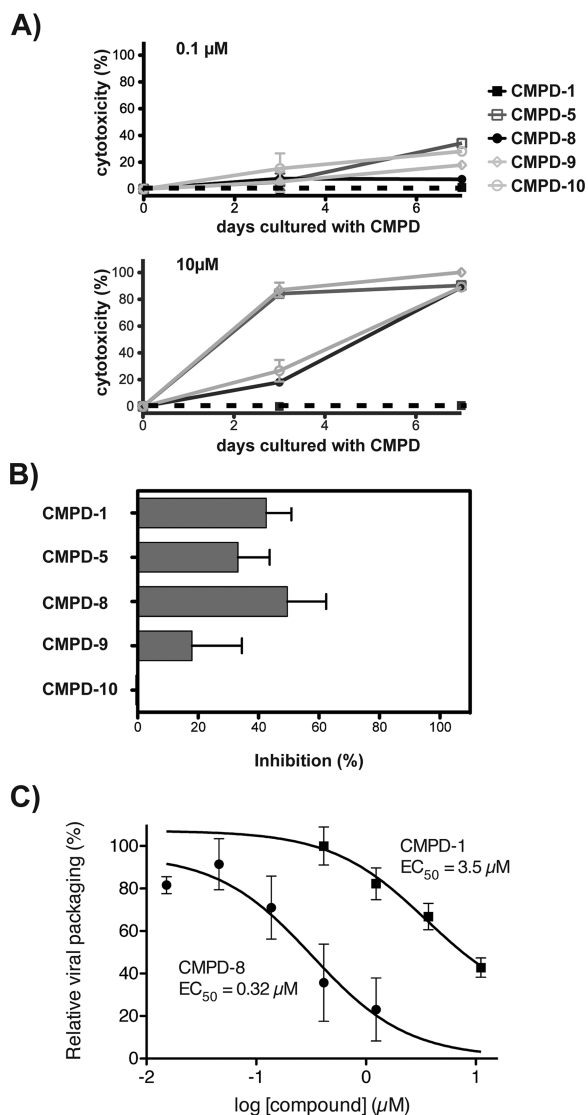 A)
0.1 µM
100
80
60
40
20
0
cytotoxicity (%)
0 2 4 6
days cultured with CMPD
CMPD-1
CMPD-5
CMPD-8
CMPD-9
CMPD-10
10µM
100
80
60
40
20
0
cytotoxicity (%)
0 2 4 6
days cultured with CMPD
B)
CMPD-1
CMPD-5
CMPD-8
CMPD-9
CMPD-10
0 20 40 60 80 100
Inhibition (%)
C)
Relative viral packaging (%)
100
80
60
40
20
0
CMPD-1
EC50 = 3.5 µM
CMPD-8
EC50 = 0.32 µM
-2 -1 0 1
log [compound] (µM)